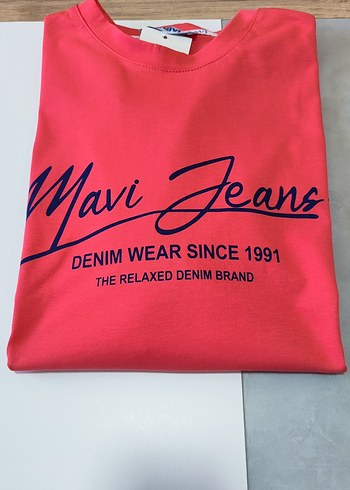 Mavi Jeans
DENIM WEAR SINCE 1991
THE RELAXED DENIM BRAND